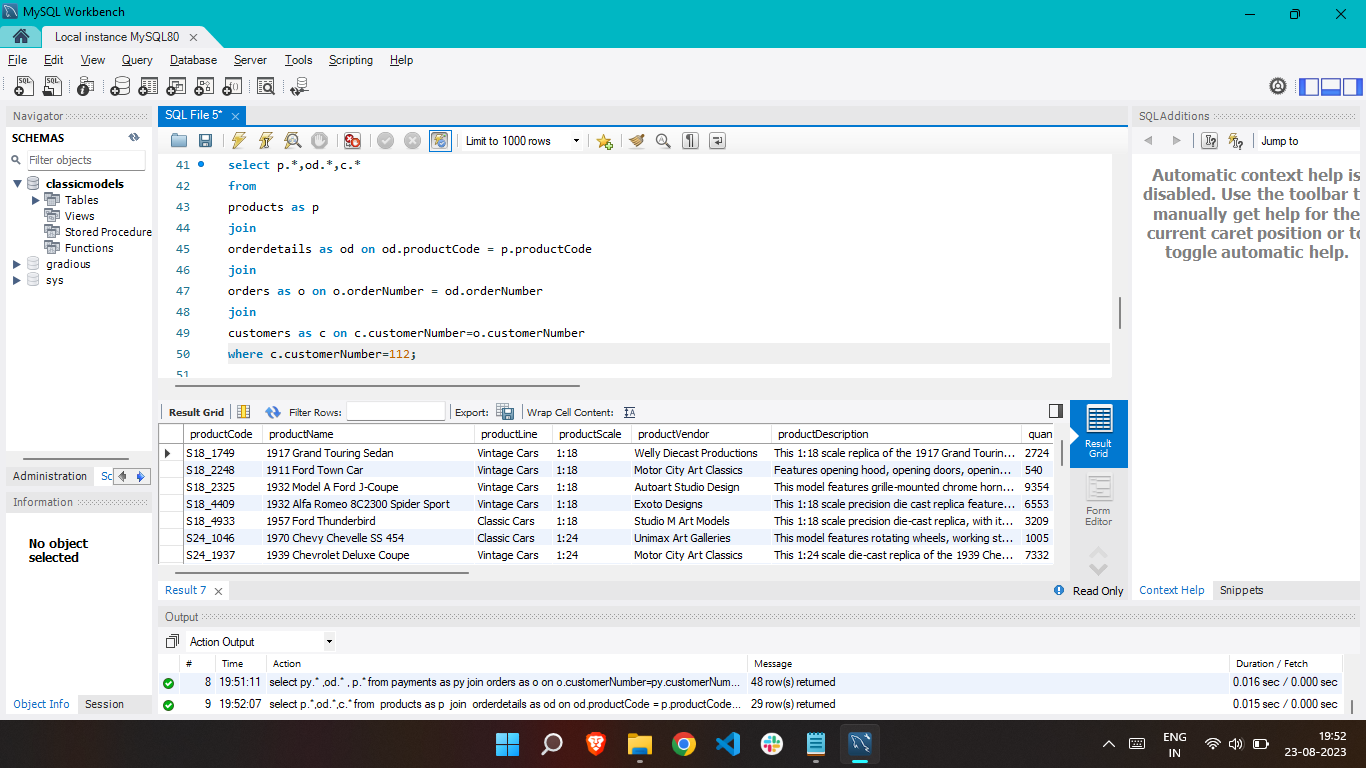 MySQL Workbench
Local instance MySQL80
File Edit View Query Database Server Tools Scripting Help
Navigator
SCHEMAS
Filter objects
classicmodels
Tables
Views
Stored Procedure
Functions
gradious
sys
Administration Sc
Information
No object
selected
Object Info Session
SQL File 5*
Limit to 1000 rows
41 select p.*,od.*,c.*
42 from
43 products as p
44 join
45 orderdetails as od on od.productCode = p.productCode
46 join
47 orders as o on o.orderNumber = od.orderNumber
48 join
49 customers as c on c.customerNumber=o.customerNumber
50 where c.customerNumber=112;
51
Result Grid Filter Rows: Export: Wrap Cell Content:
productCode productName productLine productScale productVendor productDescription quan
S18_1749 1917 Grand Touring Sedan Vintage Cars 1:18 Welly Diecast Productions This 1:18 scale replica of the 1917 Grand Tourin... 2724
S18_2248 1911 Ford Town Car Vintage Cars 1:18 Motor City Art Classics Features opening hood, opening doors, openin... 540
S18_2325 1932 Model A Ford J-Coupe Vintage Cars 1:18 Autoart Studio Design This model features grille-mounted chrome horn... 9354
S18_4409 1932 Alfa Romeo 8C2300 Spider Sport Vintage Cars 1:18 Exoto Designs This 1:18 scale precision die cast replica feature... 6553
S18_4933 1957 Ford Thunderbird Classic Cars 1:18 Studio M Art Models This 1:18 scale precision die-cast replica, with it... 3209
S24_1046 1970 Chevy Chevelle SS 454 Classic Cars 1:24 Unimax Art Galleries This model features rotating wheels, working st... 1005
S24_1937 1939 Chevrolet Deluxe Coupe Vintage Cars 1:24 Motor City Art Classics This 1:24 scale die-cast replica of the 1939 Che... 7332
Result
Grid
Form
Editor
Result 7
Read Only
Output
Action Output
# Time Action Message Duration / Fetch
8 19:51:11 select py.* ,od.* , p.* from payments as py join orders as o on o.customerNumber=py.customerNum... 48 row(s) returned 0.016 sec / 0.000 sec
9 19:52:07 select p.*,od.*,c.* from products as p join orderdetails as od on od.productCode = p.productCode... 29 row(s) returned 0.015 sec / 0.000 sec
SQLAdditions
Jump to
Automatic context help is
disabled. Use the toolbar t
manually get help for the
current caret position or to
toggle automatic help.
Context Help Snippets
ENG
IN
19:52
23-08-2023